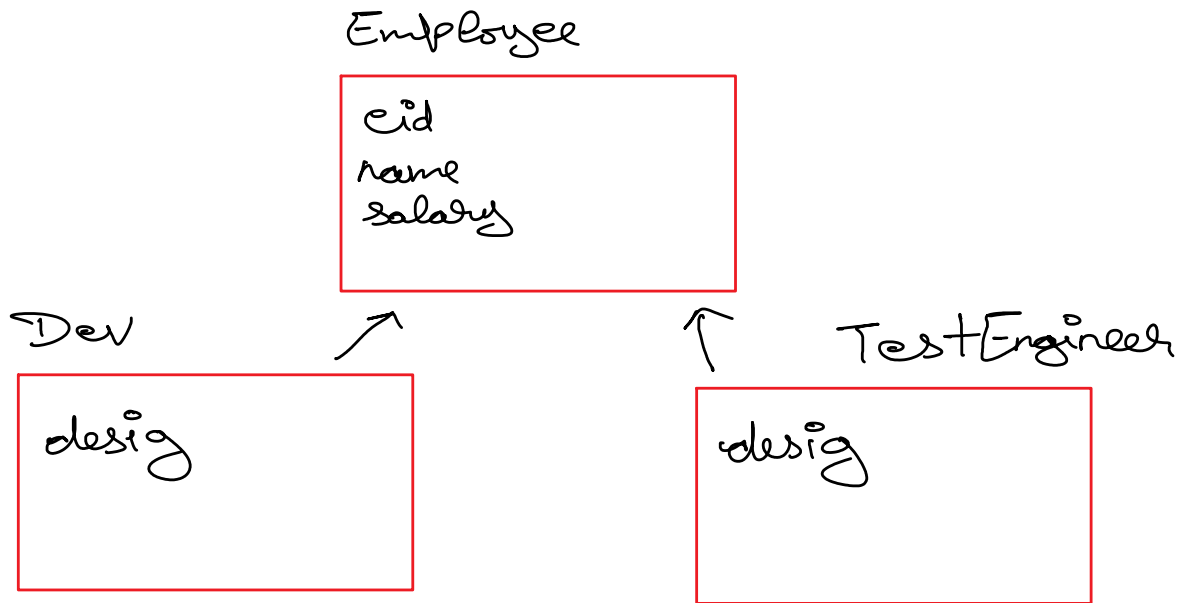 Employee
eid
name
salary
Dev
desig
TestEngineer
desig